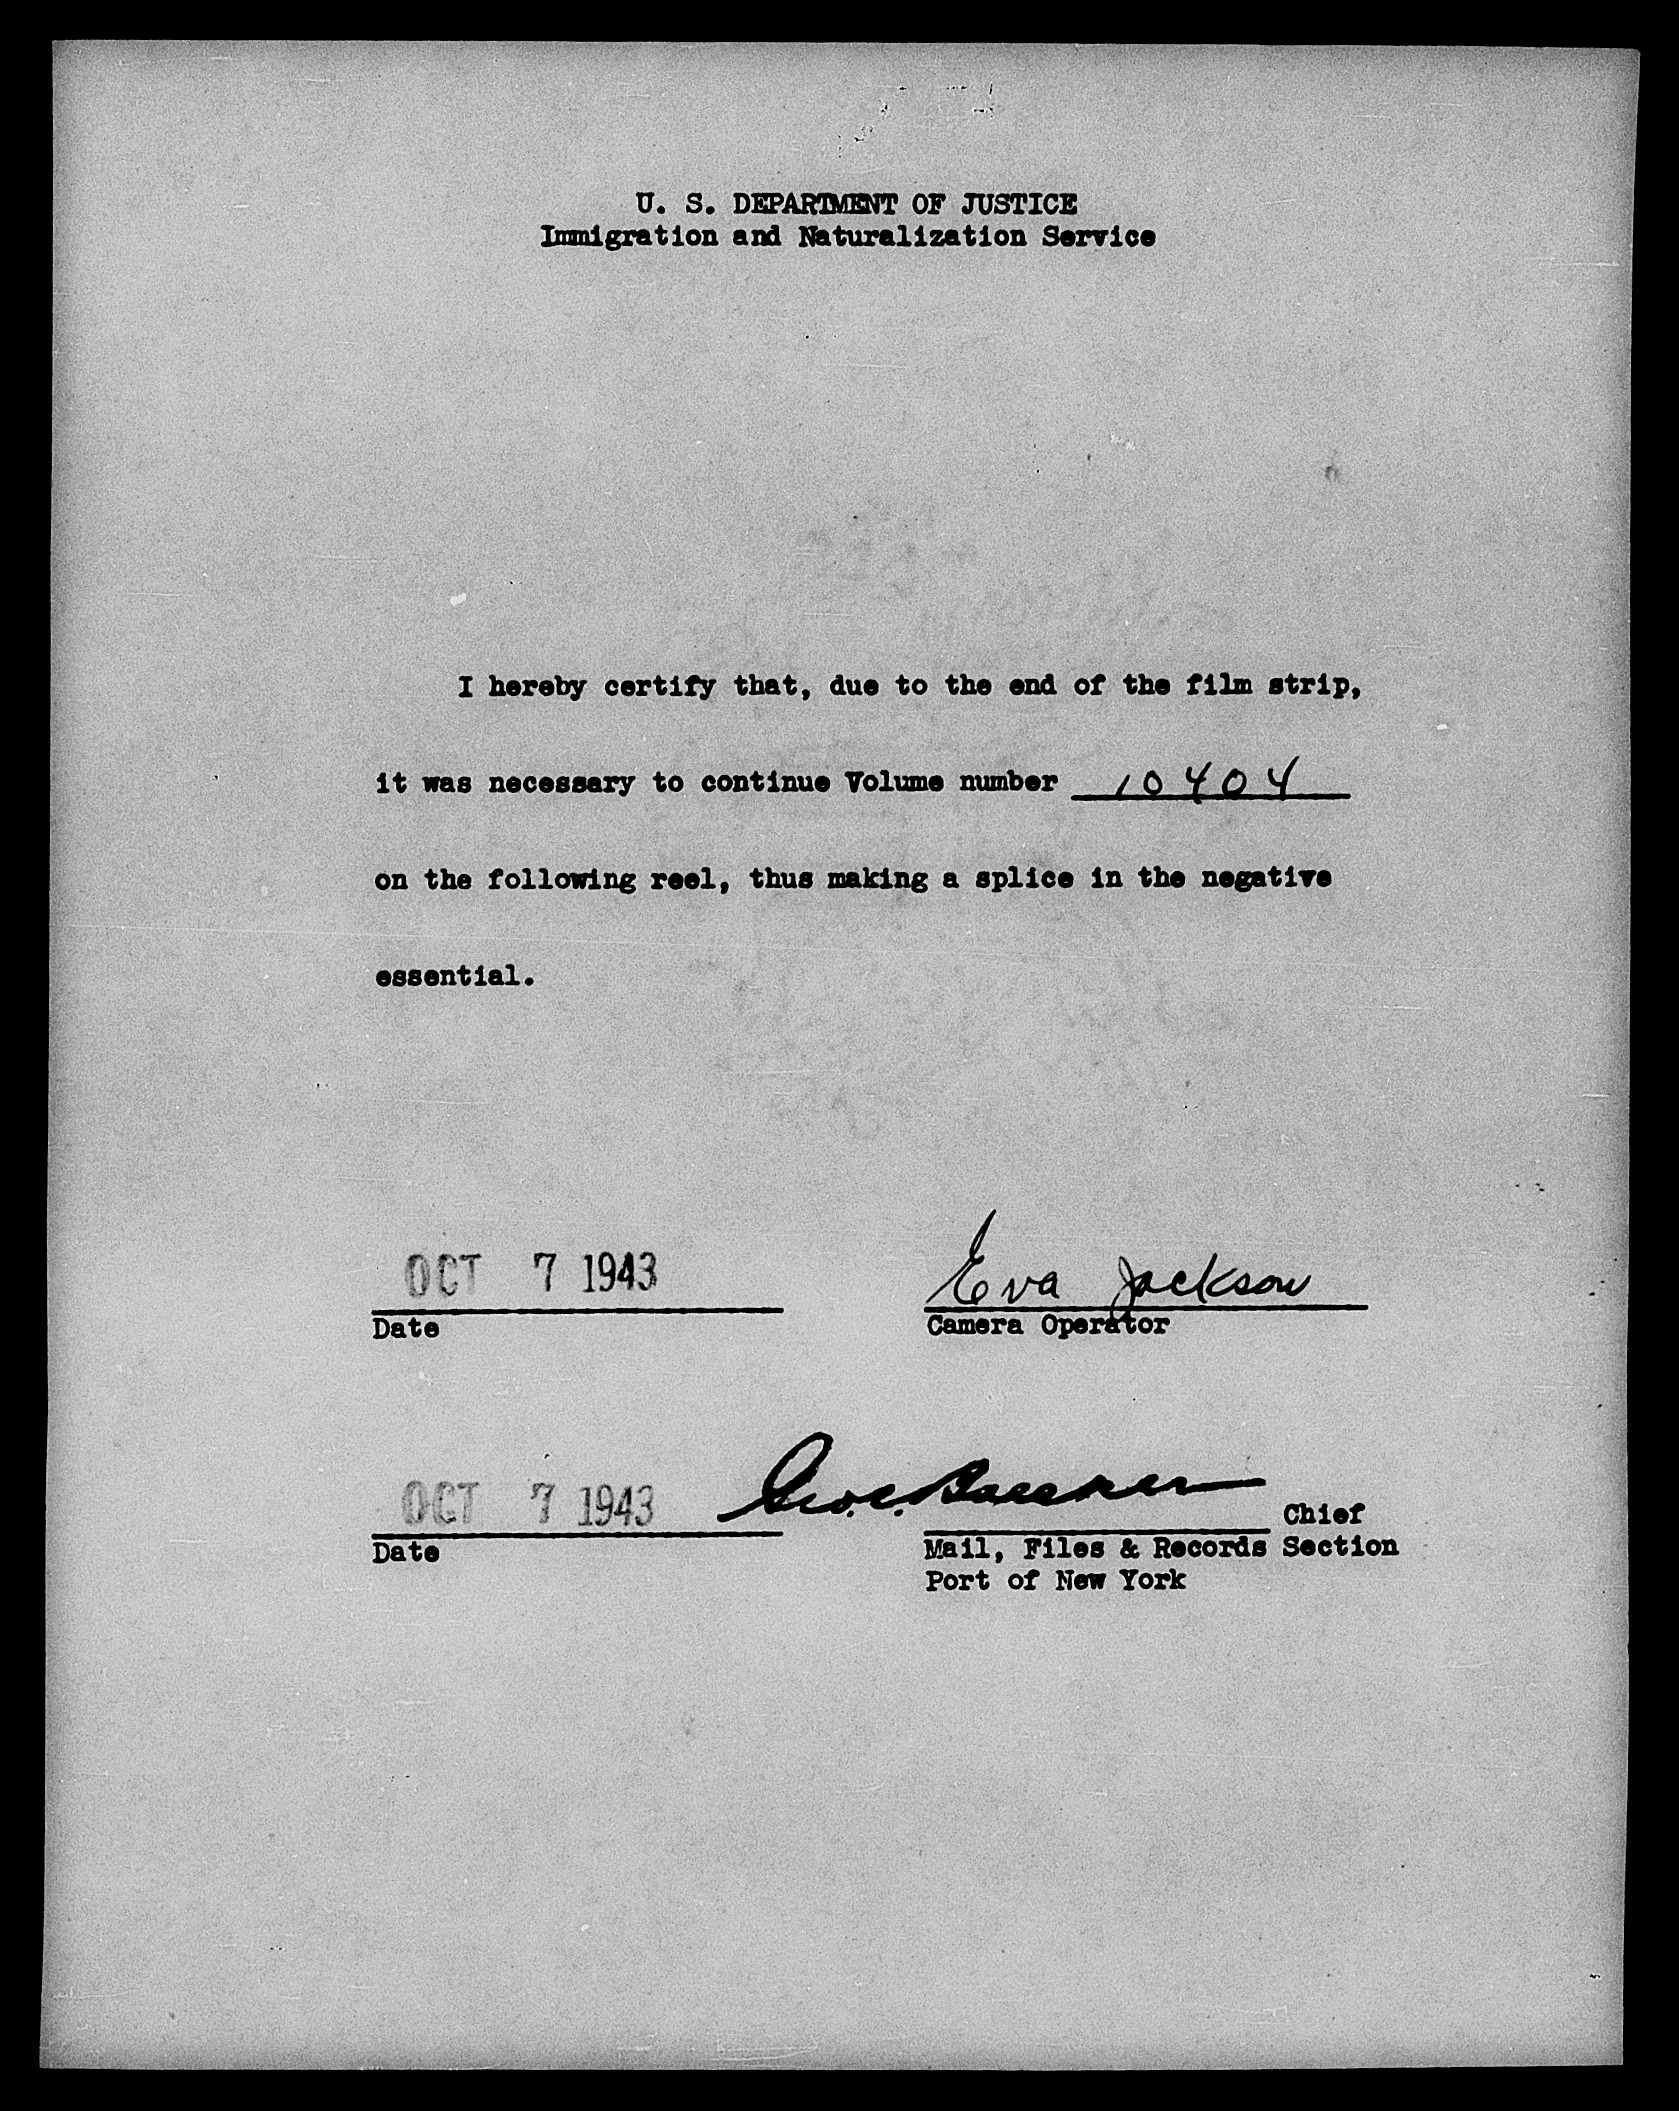 U. S. DEPARTMENT OF JUSTICE
Immigration and Naturalization Service
I hereby certify that, due to the end of the film strip,
it was necessary to continue Volume number 10404
on the following reel, thus making a splice in the negative
essential.
OCT 7 1943
Eva Jackson
Date
Camera Operator
OCT 7 1943
Geo. C.
Chief
Date
Mail, Files & Records Section
Port of New York